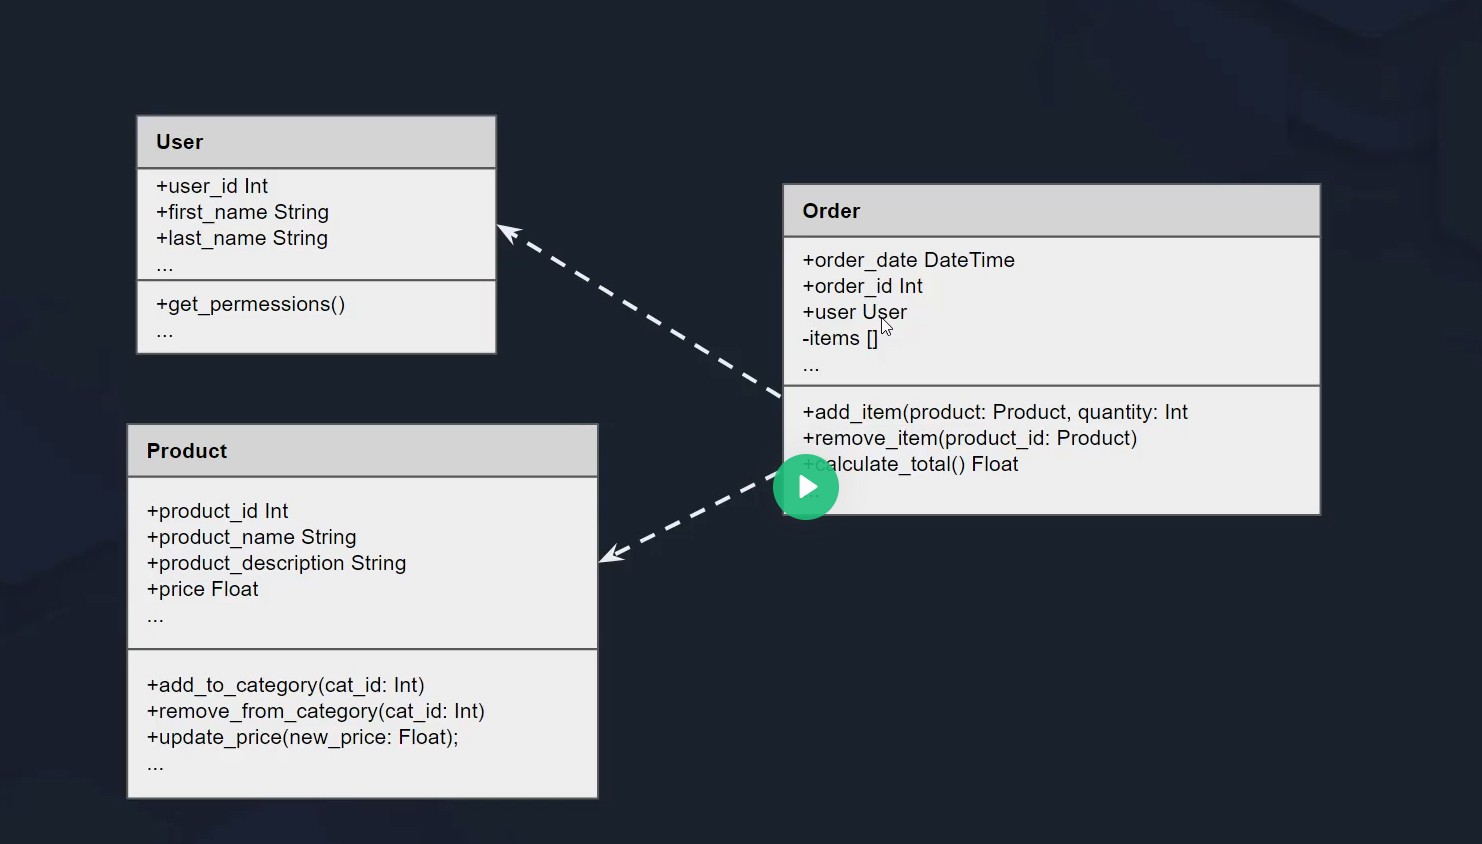 User
+user_id Int
+first_name String
+last_name String
...
+get_permessions()
...
Order
+order_date DateTime
+order_id Int
+user User
-items []
...
+add_item(product: Product, quantity: Int
+remove_item(product_id: Product)
+calculate_total() Float
...
Product
+product_id Int
+product_name String
+product_description String
+price Float
...
+add_to_category(cat_id: Int)
+remove_from_category(cat_id: Int)
+update_price(new_price: Float);
...